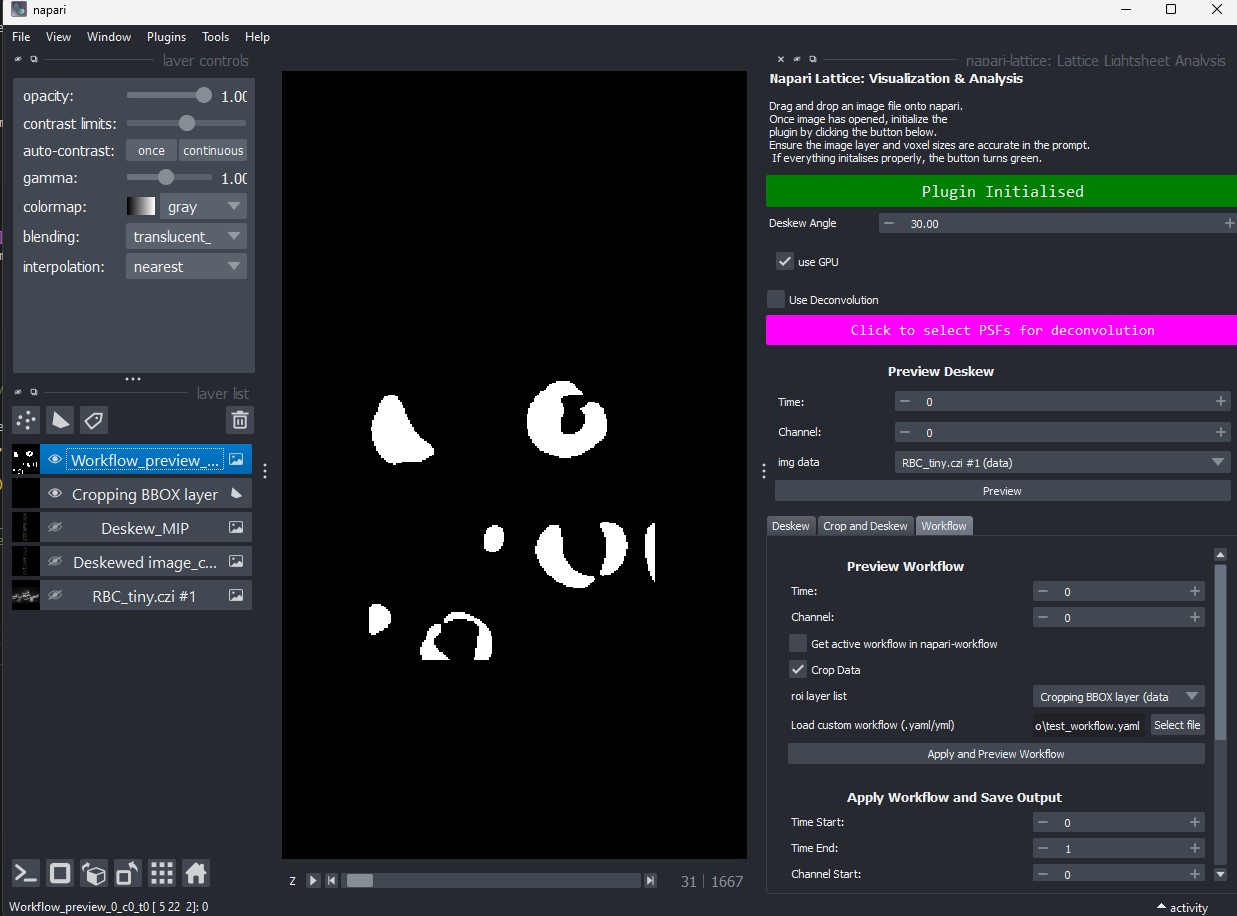 napari
File View Window Plugins Tools Help
layer controls
opacity: 1.00
contrast limits:
auto-contrast: once continuous
gamma: 1.00
colormap: gray
blending: translucent_
interpolation: nearest
layer list
Workflow_preview_...
Cropping BBOX layer
Deskew_MIP
Deskewed image_c...
RBC_tiny.czi #1
z 31 1667
Workflow_preview_0_c0_t0 [ 5 22 2]: 0
napari-lattice: Lattice Lightsheet Analysis
Napari Lattice: Visualization & Analysis
Drag and drop an image file onto napari.
Once image has opened, initialize the
plugin by clicking the button below.
Ensure the image layer and voxel sizes are accurate in the prompt.
If everything initalises properly, the button turns green.
Plugin Initialised
Deskew Angle 30.00
use GPU
Use Deconvolution
Click to select PSFs for deconvolution
Preview Deskew
Time: 0
Channel: 0
img data RBC_tiny.czi #1 (data)
Preview
Deskew Crop and Deskew Workflow
Preview Workflow
Time: 0
Channel: 0
Get active workflow in napari-workflow
Crop Data
roi layer list Cropping BBOX layer (data
Load custom workflow (.yaml/yml) o\test_workflow.yaml Select file
Apply and Preview Workflow
Apply Workflow and Save Output
Time Start: 0
Time End: 1
Channel Start: 0
activity